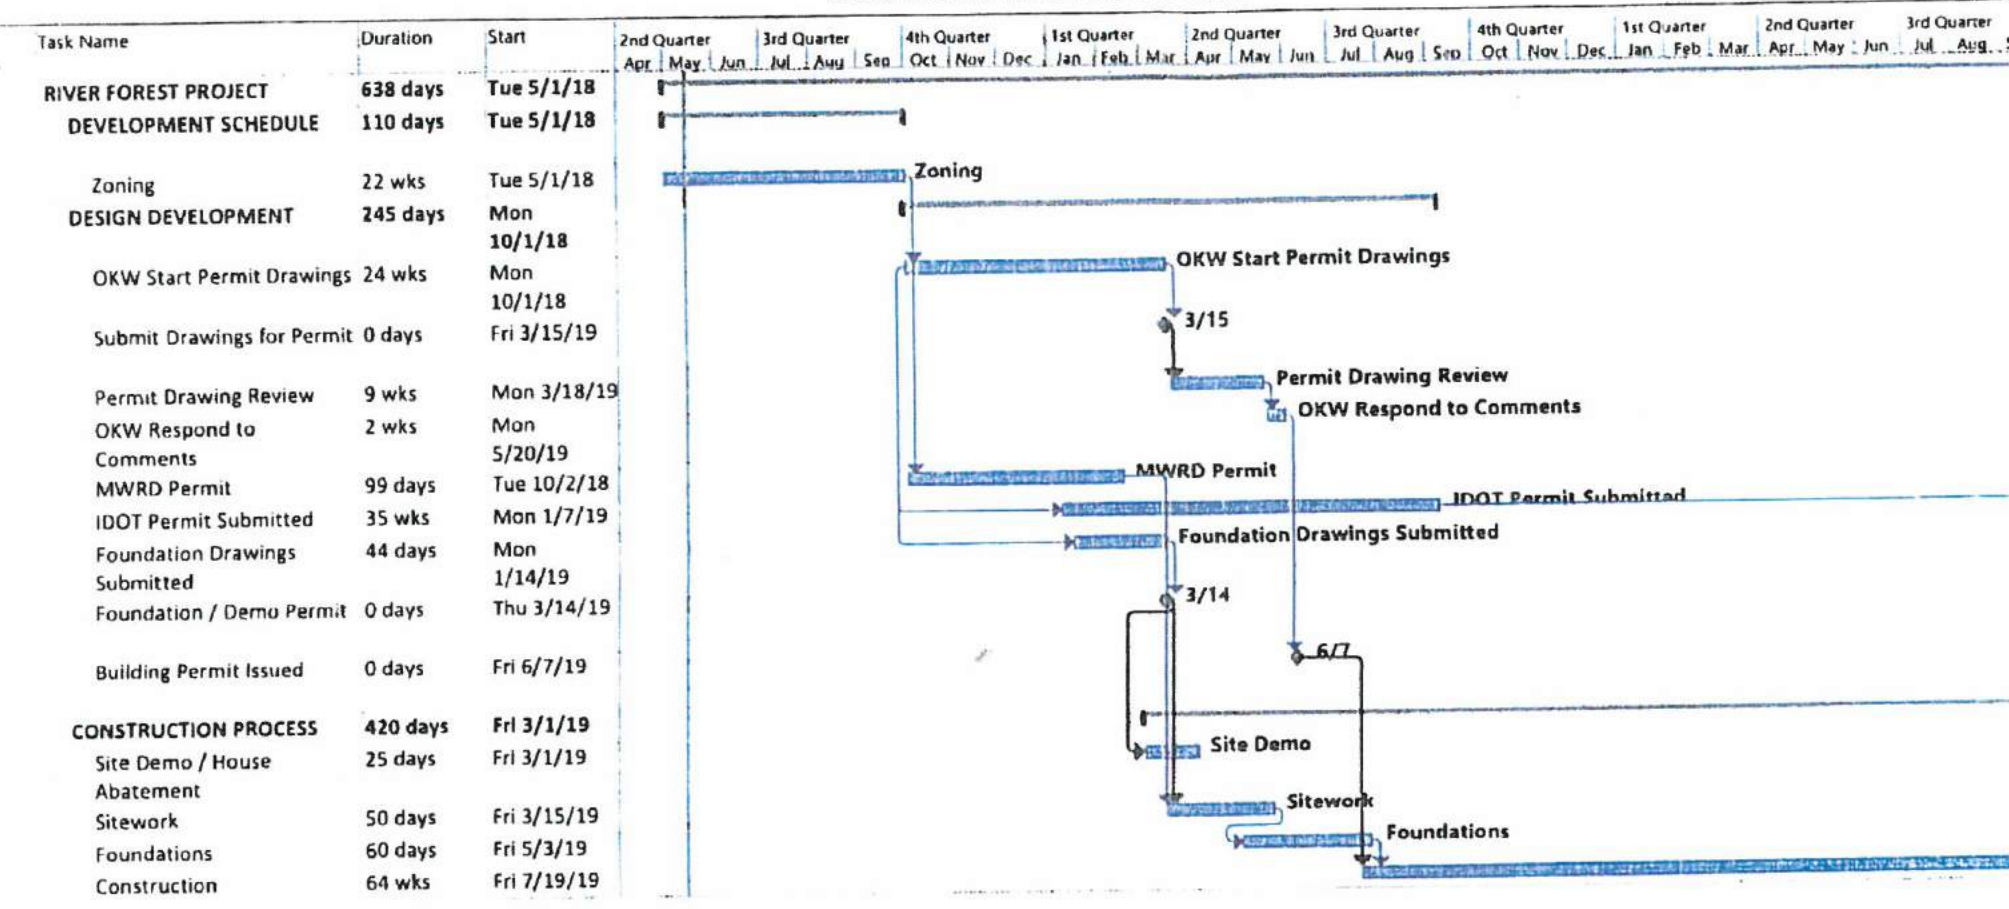 Task Name Duration Start 2nd Quarter 3rd Quarter 4th Quarter 1st Quarter 2nd Quarter 3rd Quarter 4th Quarter 1st Quarter 2nd Quarter 3rd Quarter
Apr May Jun Jul Aug Sep Oct Nov Dec Jan Feb Mar Apr May Jun Jul Aug Sep Oct Nov Dec Jan Feb Mar Apr May Jun Jul Aug
RIVER FOREST PROJECT 638 days Tue 5/1/18
DEVELOPMENT SCHEDULE 110 days Tue 5/1/18
Zoning 22 wks Tue 5/1/18 Zoning
DESIGN DEVELOPMENT 245 days Mon
10/1/18
OKW Start Permit Drawings 24 wks Mon OKW Start Permit Drawings
10/1/18
Submit Drawings for Permit 0 days Fri 3/15/19 3/15
Permit Drawing Review 9 wks Mon 3/18/19 Permit Drawing Review
OKW Respond to 2 wks Mon OKW Respond to Comments
Comments 5/20/19
MWRD Permit 99 days Tue 10/2/18 MWRD Permit
IDOT Permit Submitted 35 wks Mon 1/7/19 IDOT Permit Submitted
Foundation Drawings 44 days Mon Foundation Drawings Submitted
Submitted 1/14/19
Foundation / Demo Permit 0 days Thu 3/14/19 3/14
Building Permit Issued 0 days Fri 6/7/19 6/7
CONSTRUCTION PROCESS 420 days Fri 3/1/19
Site Demo / House 25 days Fri 3/1/19 Site Demo
Abatement
Sitework 50 days Fri 3/15/19 Sitework
Foundations 60 days Fri 5/3/19 Foundations
Construction 64 wks Fri 7/19/19